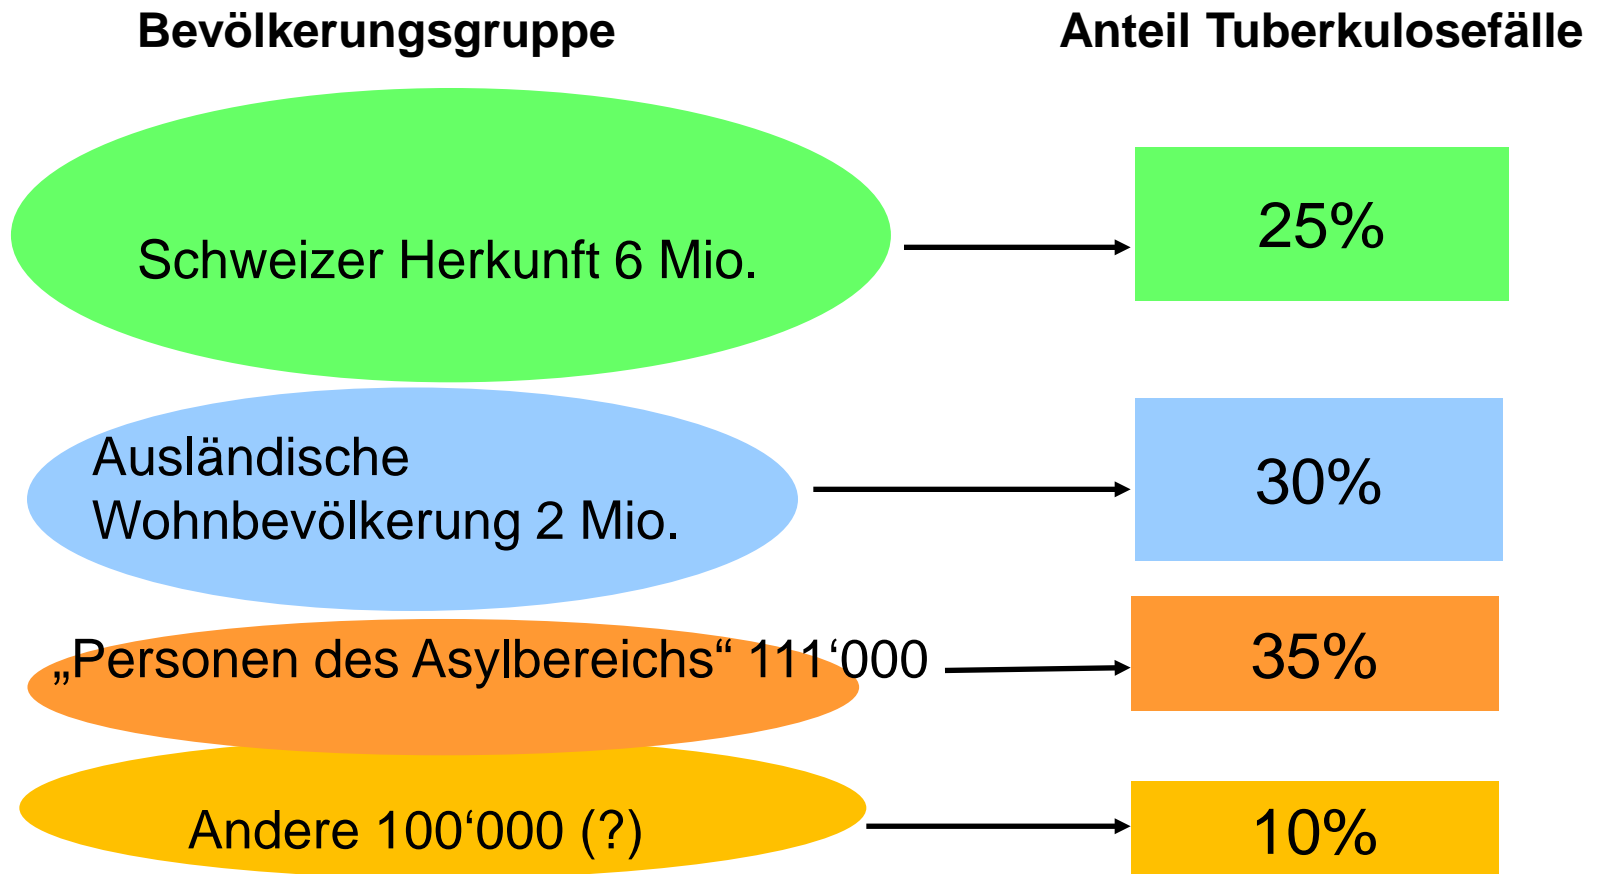 Bevölkerungsgruppe
Anteil Tuberkulosefälle
Schweizer Herkunft 6 Mio.
25%
Ausländische
Wohnbevölkerung 2 Mio.
30%
„Personen des Asylbereichs“ 111‘000
35%
Andere 100‘000 (?)
10%